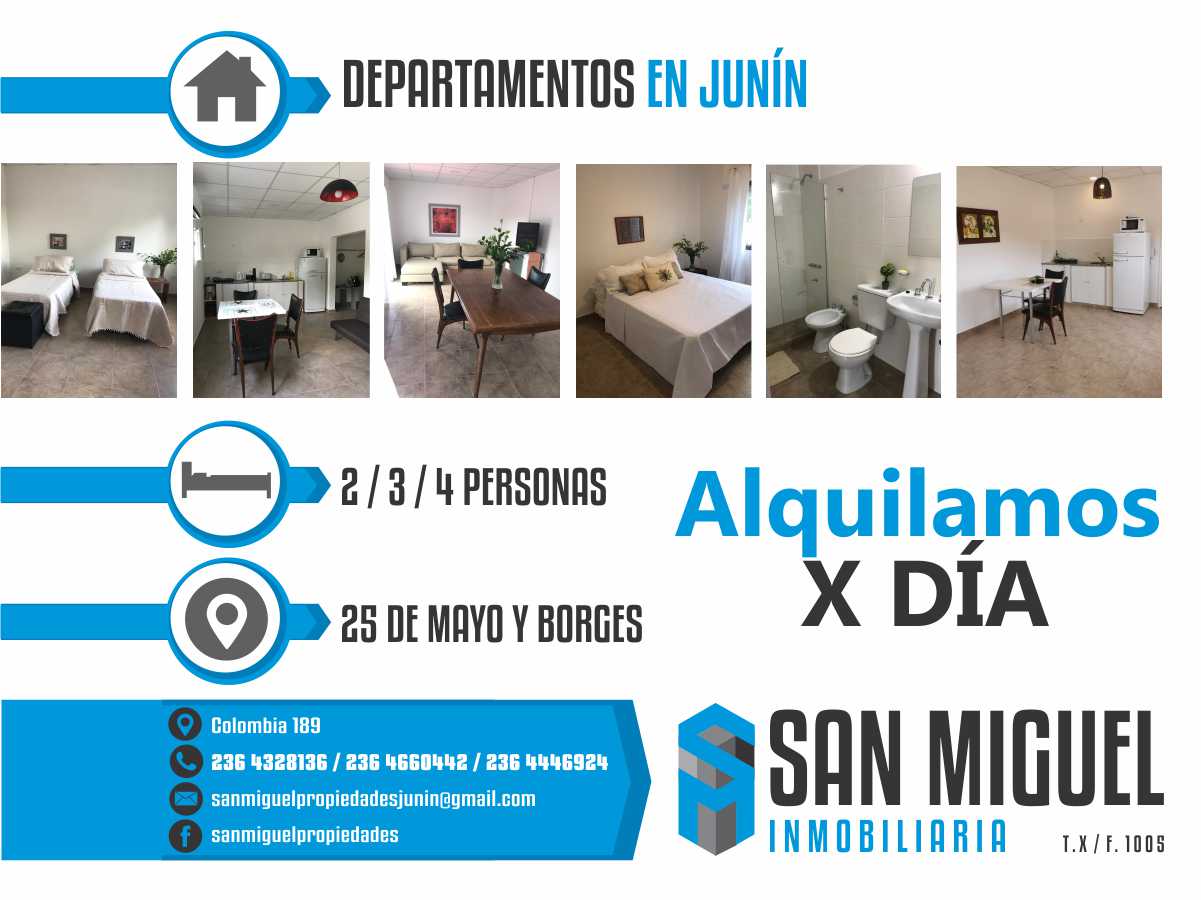 DEPARTAMENTOS EN JUNÍN
2 / 3 / 4 PERSONAS
25 DE MAYO Y BORGES
Alquilamos
X DÍA
Colombia 189
236 4328136 / 236 4660442 / 236 4446924
sanmiguelpropiedadesjunin@gmail.com
sanmiguelpropiedades
SAN MIGUEL
INMOBILIARIA
T.X / F. 1005